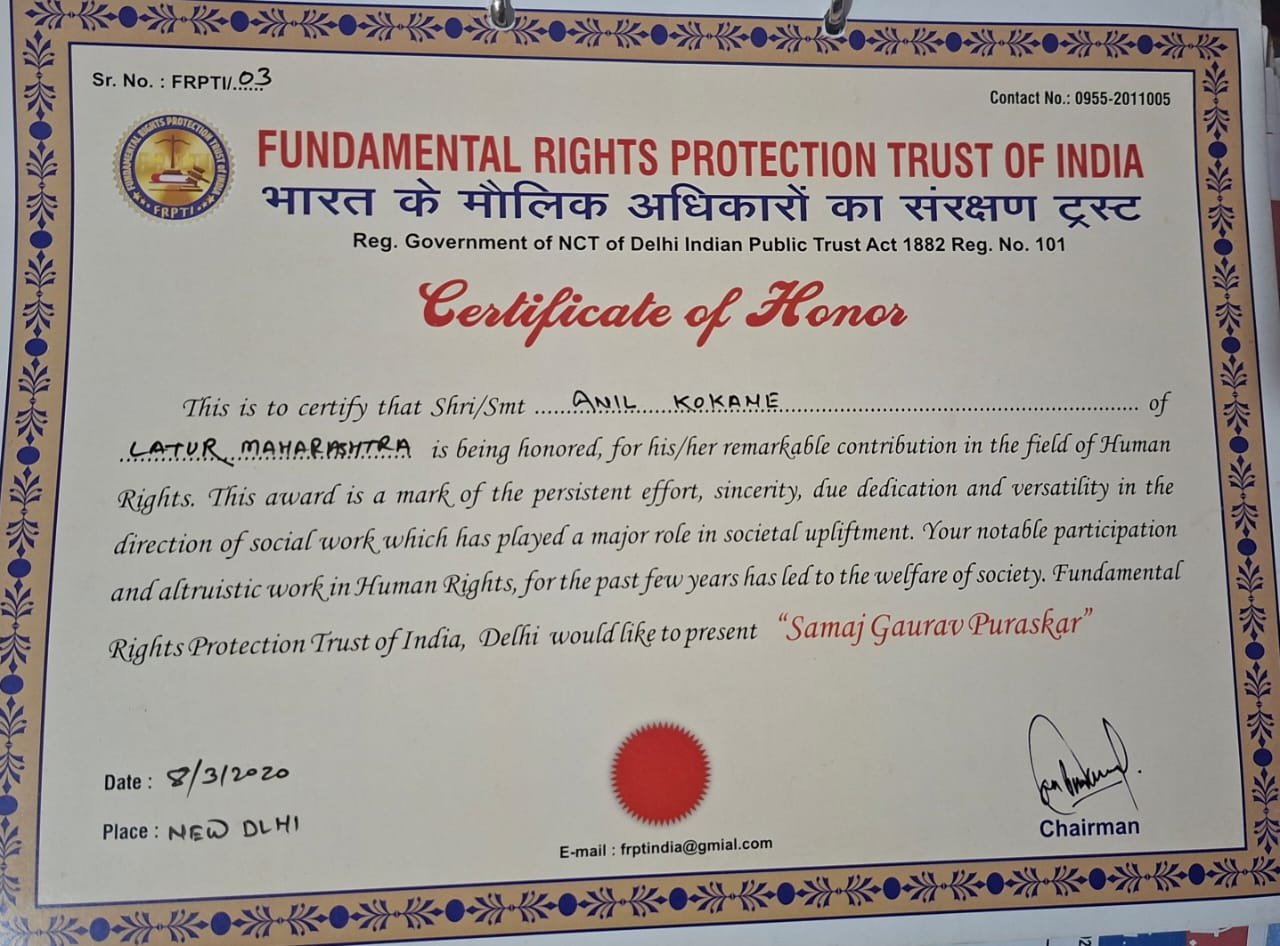 Sr. No. : FRPTI/......03
Contact No.: 0955-2011005
FUNDAMENTAL RIGHTS PROTECTION TRUST OF INDIA
FRPTI
FUNDAMENTAL RIGHTS PROTECTION TRUST OF INDIA
भारत के मौलिक अधिकारों का संरक्षण ट्रस्ट
Reg. Government of NCT of Delhi Indian Public Trust Act 1882 Reg. No. 101
Certificate of Honor
This is to certify that Shri/Smt ANIL KOKANE of
LATUR MAHARASHTRA is being honored, for his/her remarkable contribution in the field of Human
Rights. This award is a mark of the persistent effort, sincerity, due dedication and versatility in the
direction of social work which has played a major role in societal upliftment. Your notable participation
and altruistic work in Human Rights, for the past few years has led to the welfare of society. Fundamental
Rights Protection Trust of India, Delhi would like to present "Samaj Gaurav Puraskar"
Date : 8/3/2020
Place : NEW DLHI
Chairman
E-mail : frptindia@gmial.com